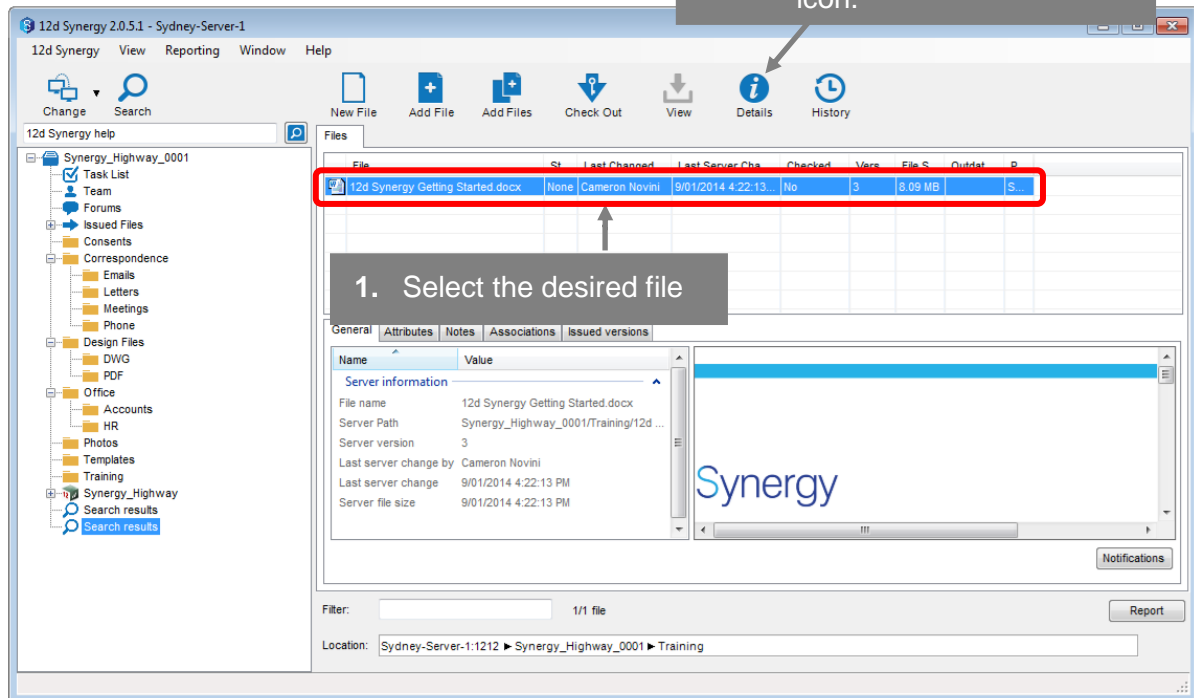 icon.
12d Synergy 2.0.5.1 - Sydney-Server-1
12d Synergy View Reporting Window Help
Change Search
New File Add File Add Files Check Out View Details History
12d Synergy help
Files
Synergy_Highway_0001
Task List
Team
Forums
Issued Files
Consents
Correspondence
Emails
Letters
Meetings
Phone
Design Files
DWG
PDF
Office
Accounts
HR
Photos
Templates
Training
Synergy_Highway
Search results
Search results
File St... Last Changed Last Server Cha... Checked Vers... File S... Outdat... P...
12d Synergy Getting Started.docx None Cameron Novini 9/01/2014 4:22:13... No 3 8.09 MB S...
1. Select the desired file
General Attributes Notes Associations Issued versions
Name Value
Server information
File name 12d Synergy Getting Started.docx
Server Path Synergy_Highway_0001/Training/12d ...
Server version 3
Last server change by Cameron Novini
Last server change 9/01/2014 4:22:13 PM
Server file size 9/01/2014 4:22:13 PM
Synergy
Notifications
Filter: 1/1 file Report
Location: Sydney-Server-1:1212 ► Synergy_Highway_0001 ► Training